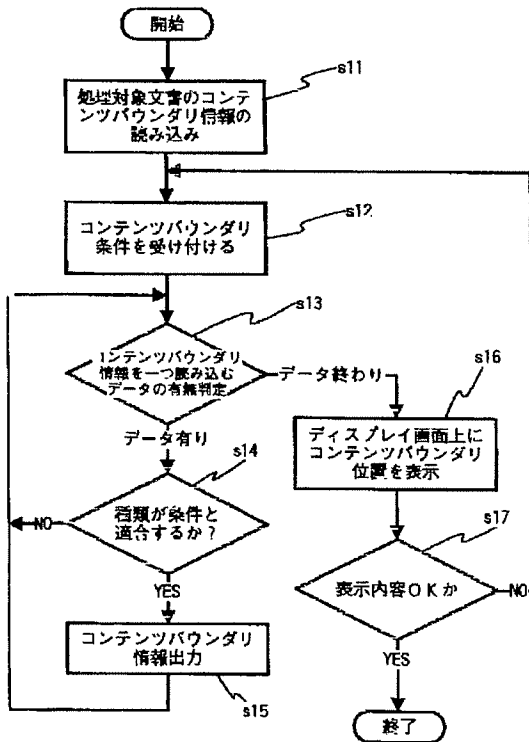 開始
s11
処理対象文書のコンテ
ンツバウンダリ情報の
読み込み
s12
コンテンツバウンダリ
条件を受け付ける
s13
コンテンツバウンダリ
情報を一つ読み込む
データの有無判定
データ終わり
データ有り
s14
種類が条件と
適合するか？
NO
YES
コンテンツバウンダリ
情報出力
s15
s16
ディスプレイ画面上に
コンテンツバウンダリ
位置を表示
s17
表示内容OKか
NO
YES
終了